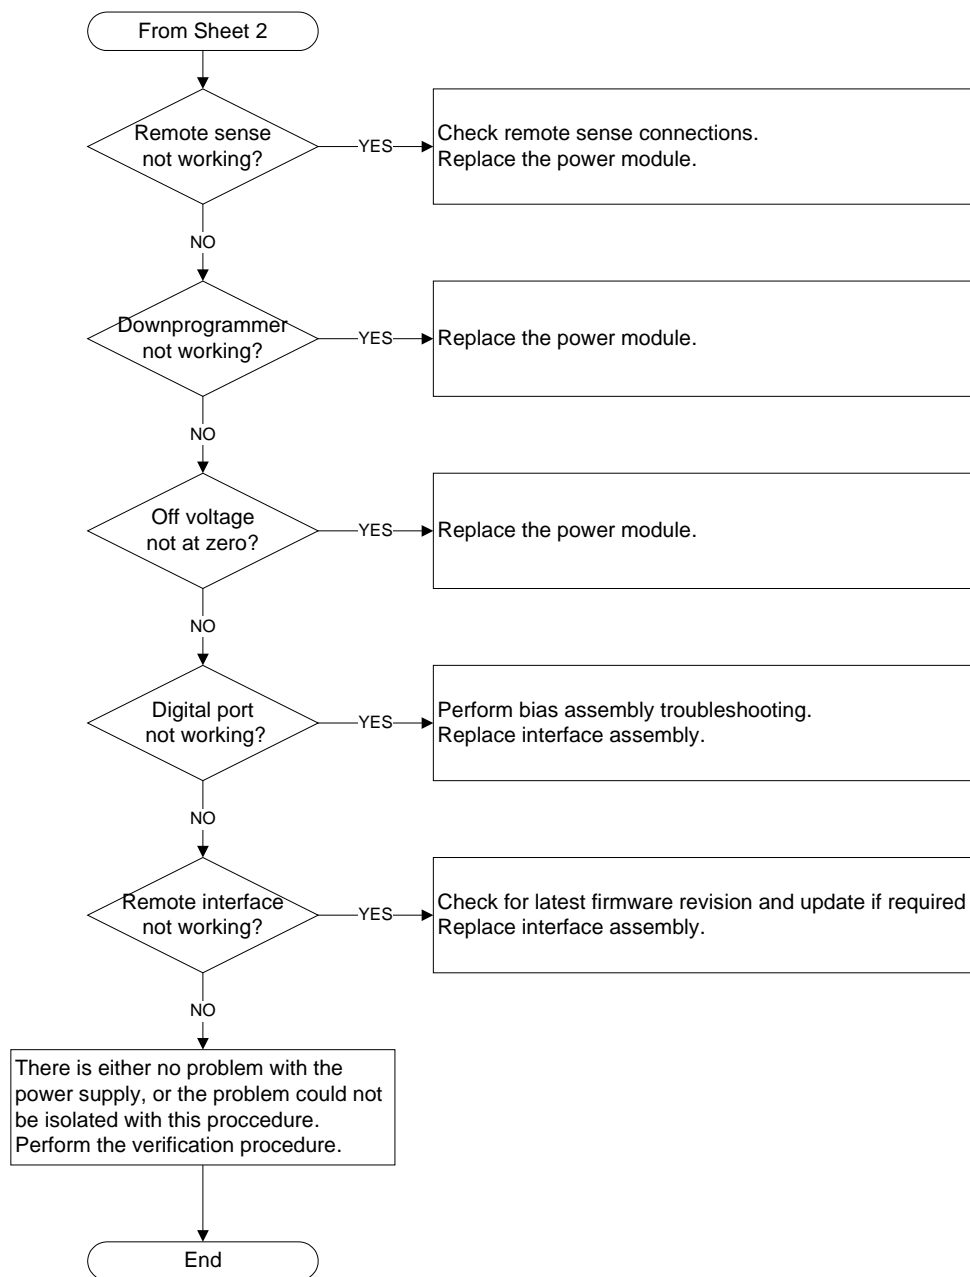 From Sheet 2
Remote sense
not working?
YES
Check remote sense connections.
Replace the power module.
NO
Downprogrammer
not working?
YES
Replace the power module.
NO
Off voltage
not at zero?
YES
Replace the power module.
NO
Digital port
not working?
YES
Perform bias assembly troubleshooting.
Replace interface assembly.
NO
Remote interface
not working?
YES
Check for latest firmware revision and update if required
Replace interface assembly.
NO
There is either no problem with the
power supply, or the problem could not
be isolated with this proccedure.
Perform the verification procedure.
End